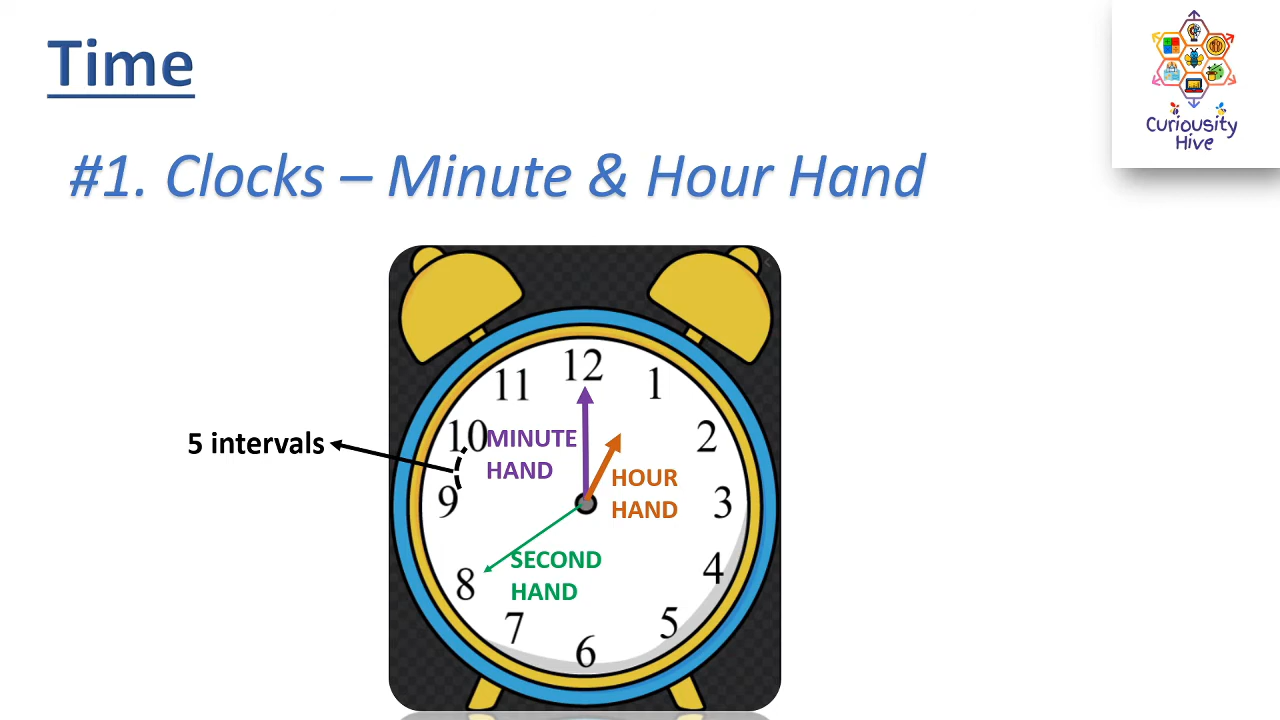 Time
Curiousity
Hive
#1. Clocks – Minute & Hour Hand
12
11
1
10
2
5 intervals
MINUTE
HAND
HOUR
HAND
9
3
SECOND
HAND
8
4
7
5
6